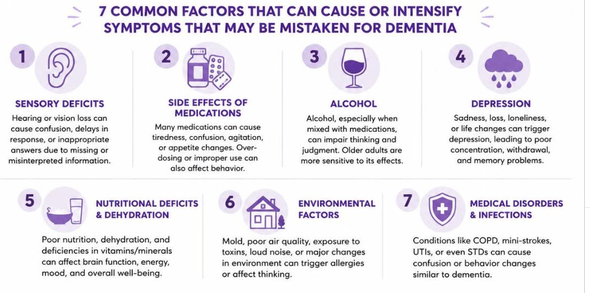 7 COMMON FACTORS THAT CAN CAUSE OR INTENSIFY
SYMPTOMS THAT MAY BE MISTAKEN FOR DEMENTIA
1
SENSORY DEFICITS
Hearing or vision loss can
cause confusion, delays in
response, or inappropriate
answers due to missing or
misinterpreted information.
2
SIDE EFFECTS OF
MEDICATIONS
Many medications can cause
tiredness, confusion, agitation,
or appetite changes. Over-
dosing or improper use can
also affect behavior.
3
ALCOHOL
Alcohol, especially when
mixed with medications,
can impair thinking and
judgment. Older adults are
more sensitive to its effects.
4
DEPRESSION
Sadness, loss, loneliness,
or life changes can trigger
depression, leading to poor
concentration, withdrawal,
and memory problems.
5
NUTRITIONAL DEFICITS
& DEHYDRATION
Poor nutrition, dehydration, and
deficiencies in vitamins/minerals
can affect brain function, energy,
mood, and overall well-being.
6
ENVIRONMENTAL
FACTORS
Mold, poor air quality, exposure to
toxins, loud noise, or major changes
in environment can trigger allergies
or affect thinking.
7
MEDICAL DISORDERS
& INFECTIONS
Conditions like COPD, mini-strokes,
UTIs, or even STDs can cause
confusion or behavior changes
similar to dementia.